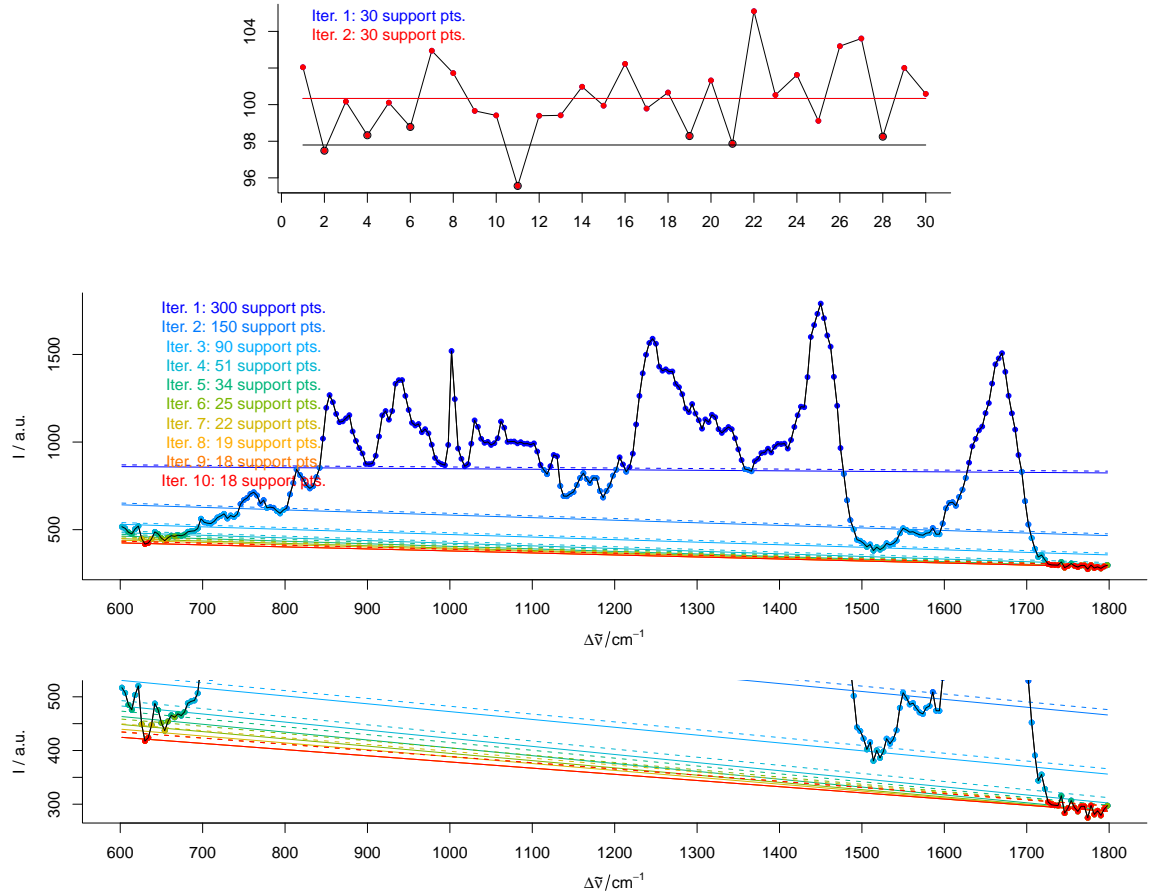 Iter. 1: 30 support pts.
Iter. 2: 30 support pts.
104
102
100
98
96
0 2 4 6 8 10 12 14 16 18 20 22 24 26 28 30
Iter. 1: 300 support pts.
Iter. 2: 150 support pts.
Iter. 3: 90 support pts.
Iter. 4: 51 support pts.
Iter. 5: 34 support pts.
Iter. 6: 25 support pts.
Iter. 7: 22 support pts.
Iter. 8: 19 support pts.
Iter. 9: 18 support pts.
Iter. 10: 18 support pts.
I / a.u.
1500
1000
500
600 700 800 900 1000 1100 1200 1300 1400 1500 1600 1700 1800
Δν̃/cm⁻¹
I / a.u.
500
400
300
600 700 800 900 1000 1100 1200 1300 1400 1500 1600 1700 1800
Δν̃/cm⁻¹